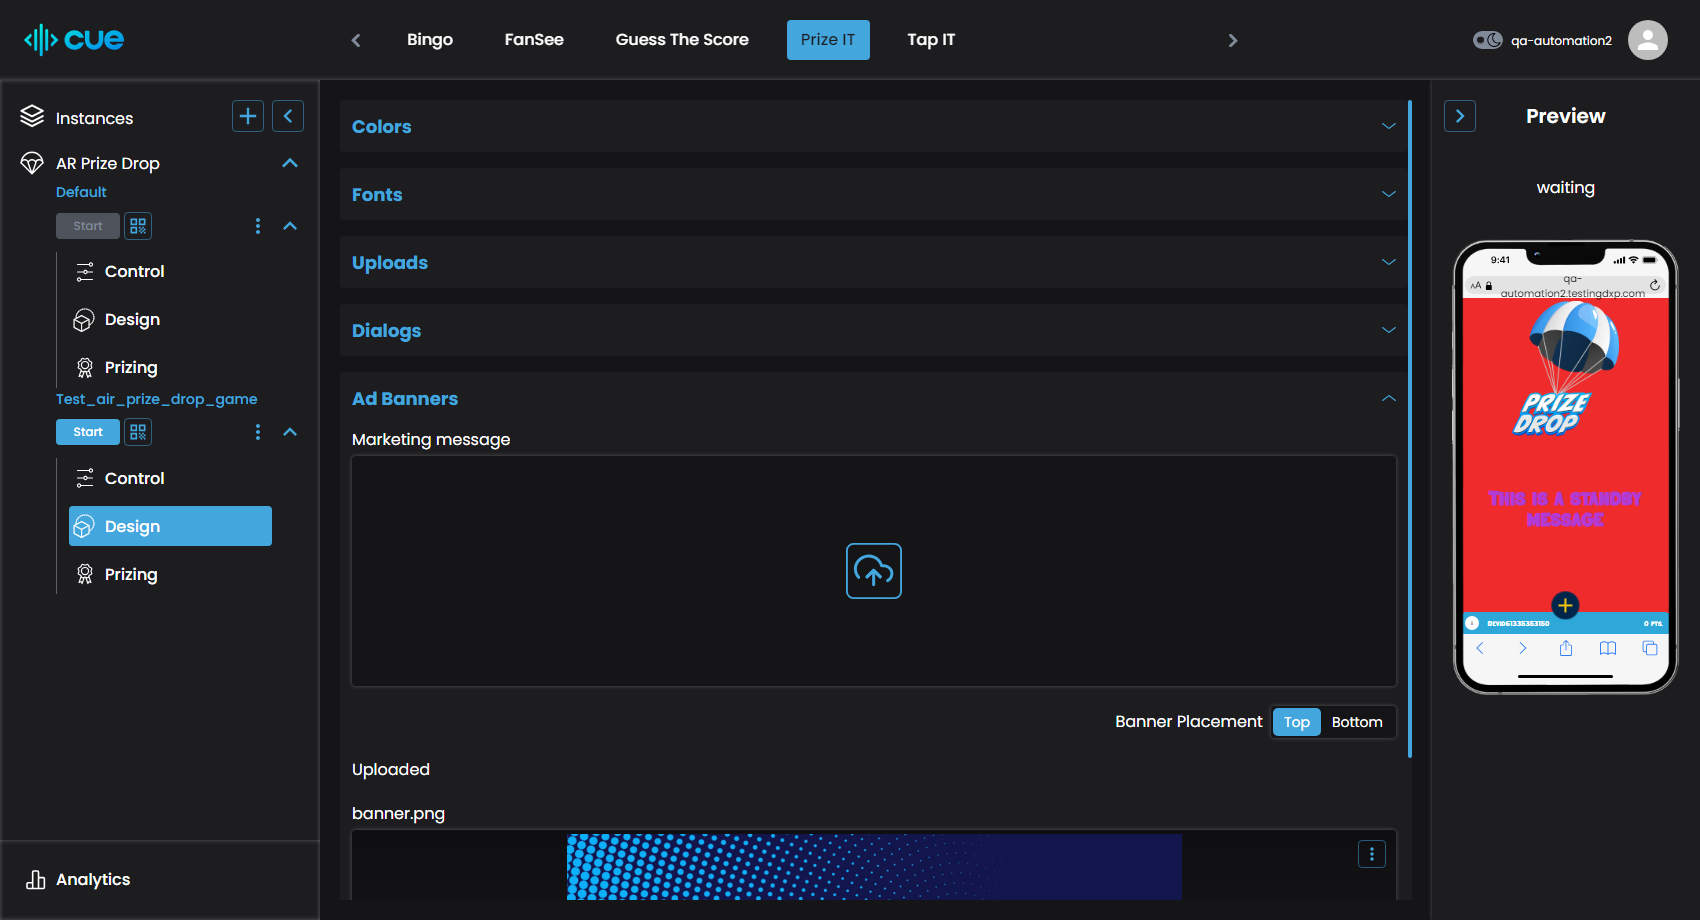 cue
Bingo
FanSee
Guess The Score
Prize IT
Tap IT
qa-automation2
Instances
AR Prize Drop
Default
Start
Control
Design
Prizing
Test_air_prize_drop_game
Start
Control
Design
Prizing
Analytics
Colors
Fonts
Uploads
Dialogs
Ad Banners
Marketing message
Banner Placement
Top
Bottom
Uploaded
banner.png
Preview
waiting
9:41
AA
qa-
automation2.testingdxp.com
PRIZE
DROP
THIS IS A STANDBY
MESSAGE
0 PTS.